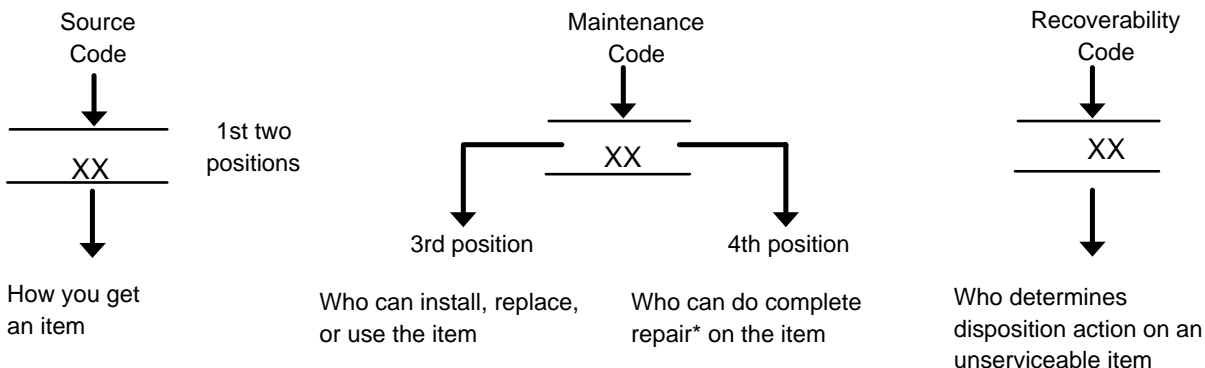 Source
Code
1st two
positions
XX
How you get
an item
Maintenance
Code
XX
3rd position
4th position
Who can install, replace,
or use the item
Who can do complete
repair* on the item
Recoverability
Code
XX
Who determines
disposition action on an
unserviceable item